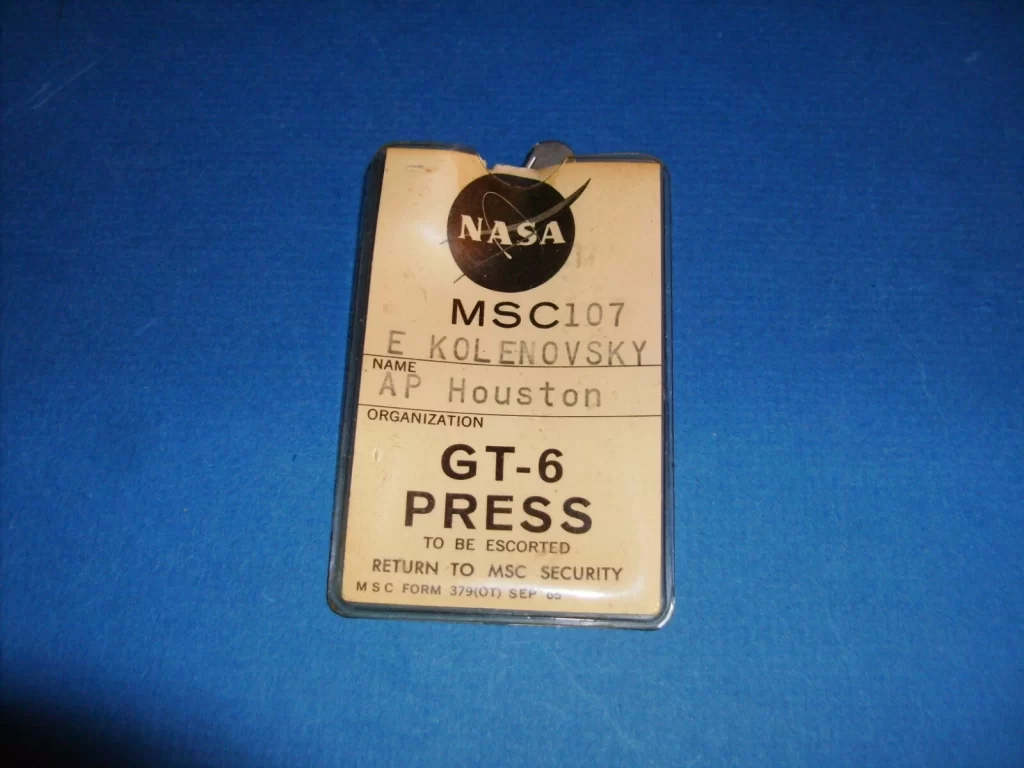 NASA
MSC107
E KOLENOVSKY
NAME
AP Houston
ORGANIZATION
GT-6
PRESS
TO BE ESCORTED
RETURN TO MSC SECURITY
MSC FORM 379(OT) SEP 65